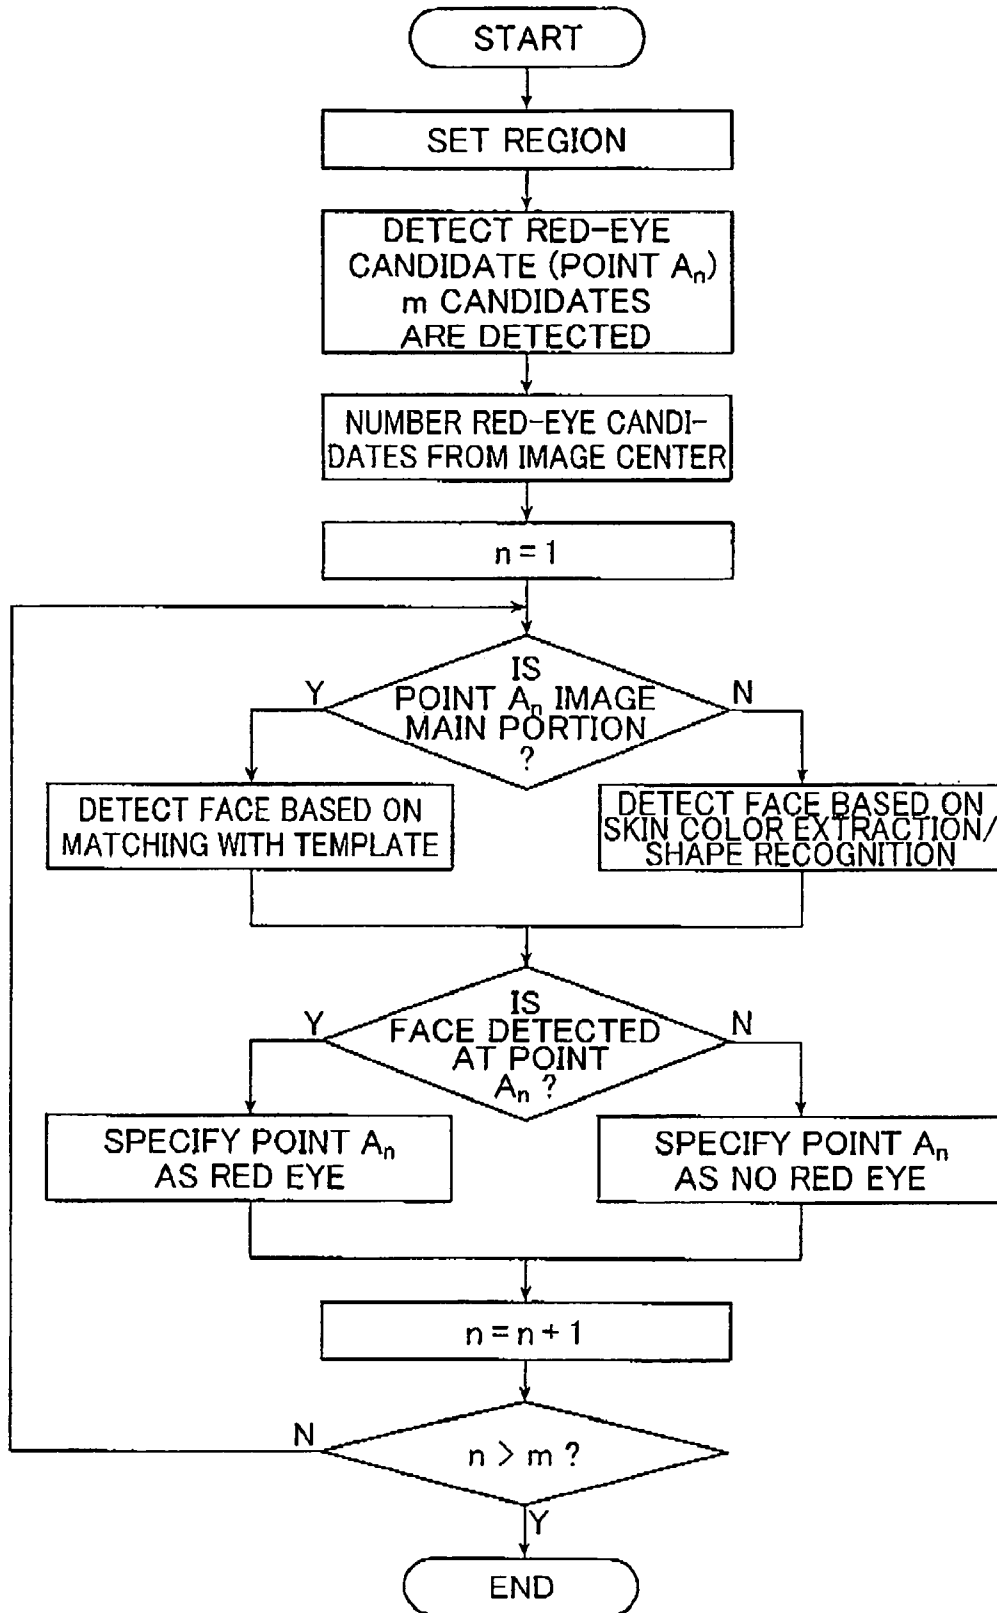 START
SET REGION
DETECT RED-EYE
CANDIDATE (POINT An)
m CANDIDATES
ARE DETECTED
NUMBER RED-EYE CANDI-
DATES FROM IMAGE CENTER
n = 1
IS
POINT An IMAGE
MAIN PORTION
?
Y
N
DETECT FACE BASED ON
MATCHING WITH TEMPLATE
DETECT FACE BASED ON
SKIN COLOR EXTRACTION/
SHAPE RECOGNITION
IS
FACE DETECTED
AT POINT
An ?
Y
N
SPECIFY POINT An
AS RED EYE
SPECIFY POINT An
AS NO RED EYE
n = n + 1
n > m ?
N
Y
END